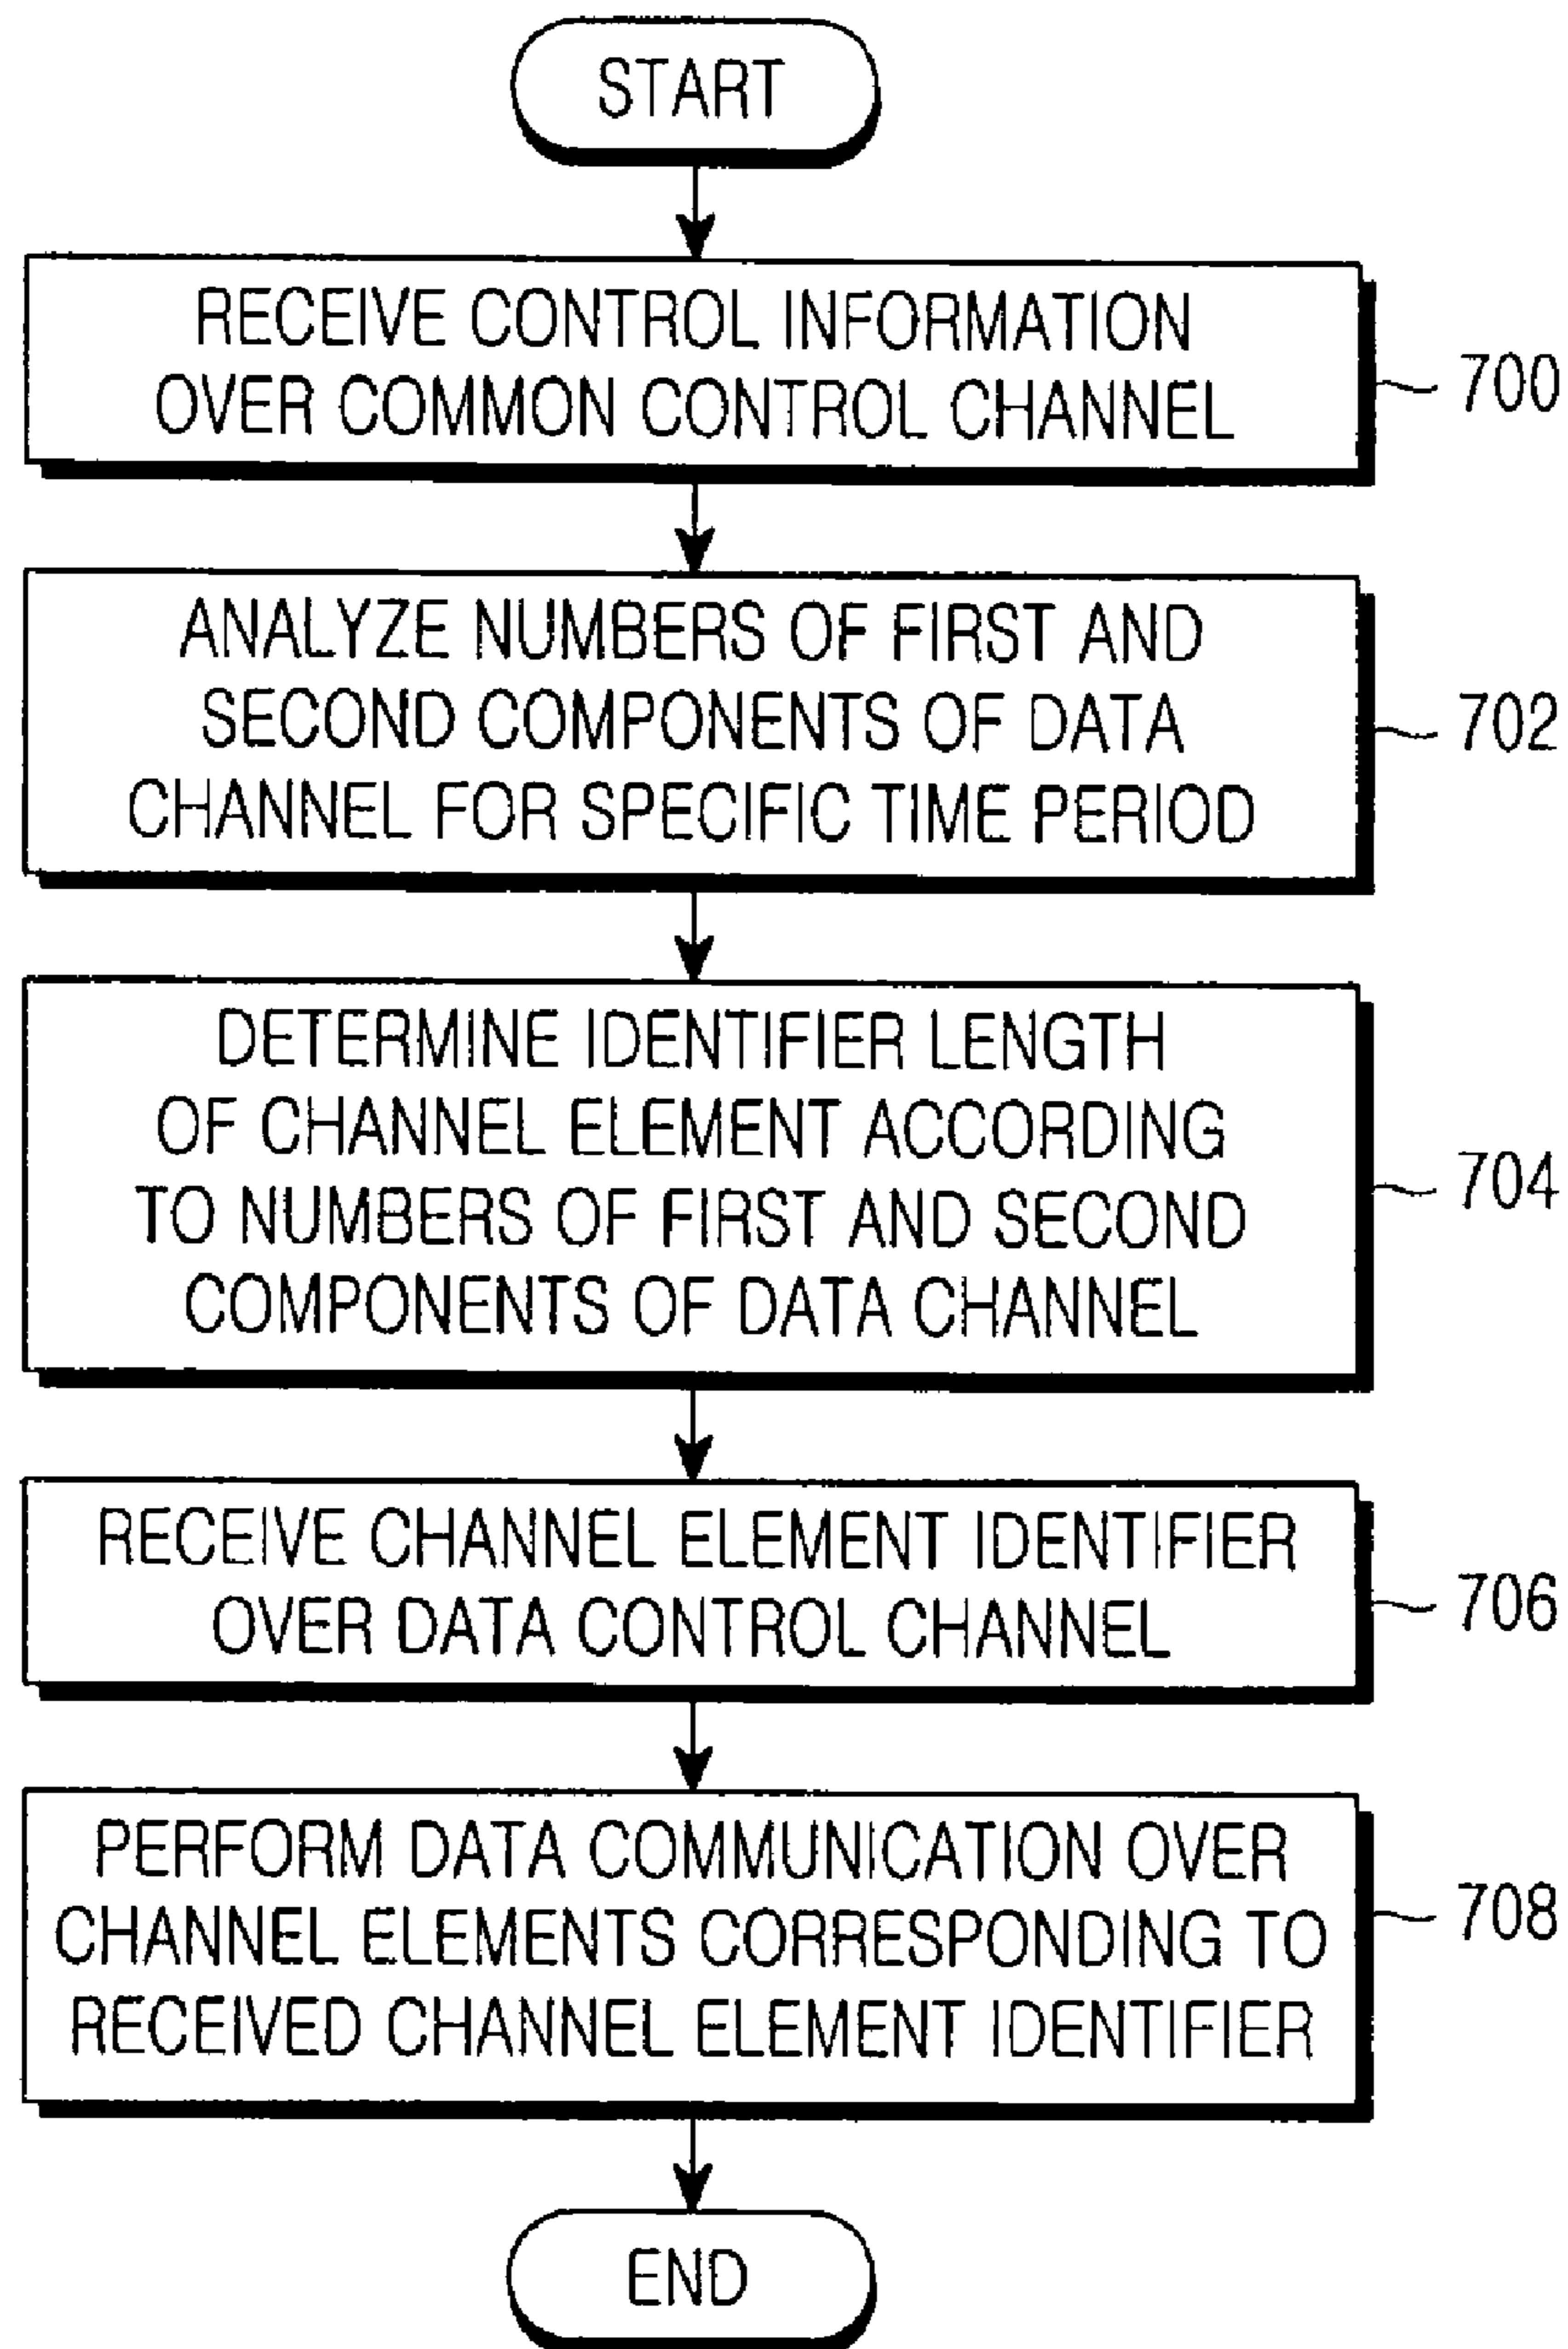 START
RECEIVE CONTROL INFORMATION
OVER COMMON CONTROL CHANNEL
700
ANALYZE NUMBERS OF FIRST AND
SECOND COMPONENTS OF DATA
CHANNEL FOR SPECIFIC TIME PERIOD
702
DETERMINE IDENTIFIER LENGTH
OF CHANNEL ELEMENT ACCORDING
TO NUMBERS OF FIRST AND SECOND
COMPONENTS OF DATA CHANNEL
704
RECEIVE CHANNEL ELEMENT IDENTIFIER
OVER DATA CONTROL CHANNEL
706
PERFORM DATA COMMUNICATION OVER
CHANNEL ELEMENTS CORRESPONDING TO
RECEIVED CHANNEL ELEMENT IDENTIFIER
708
END